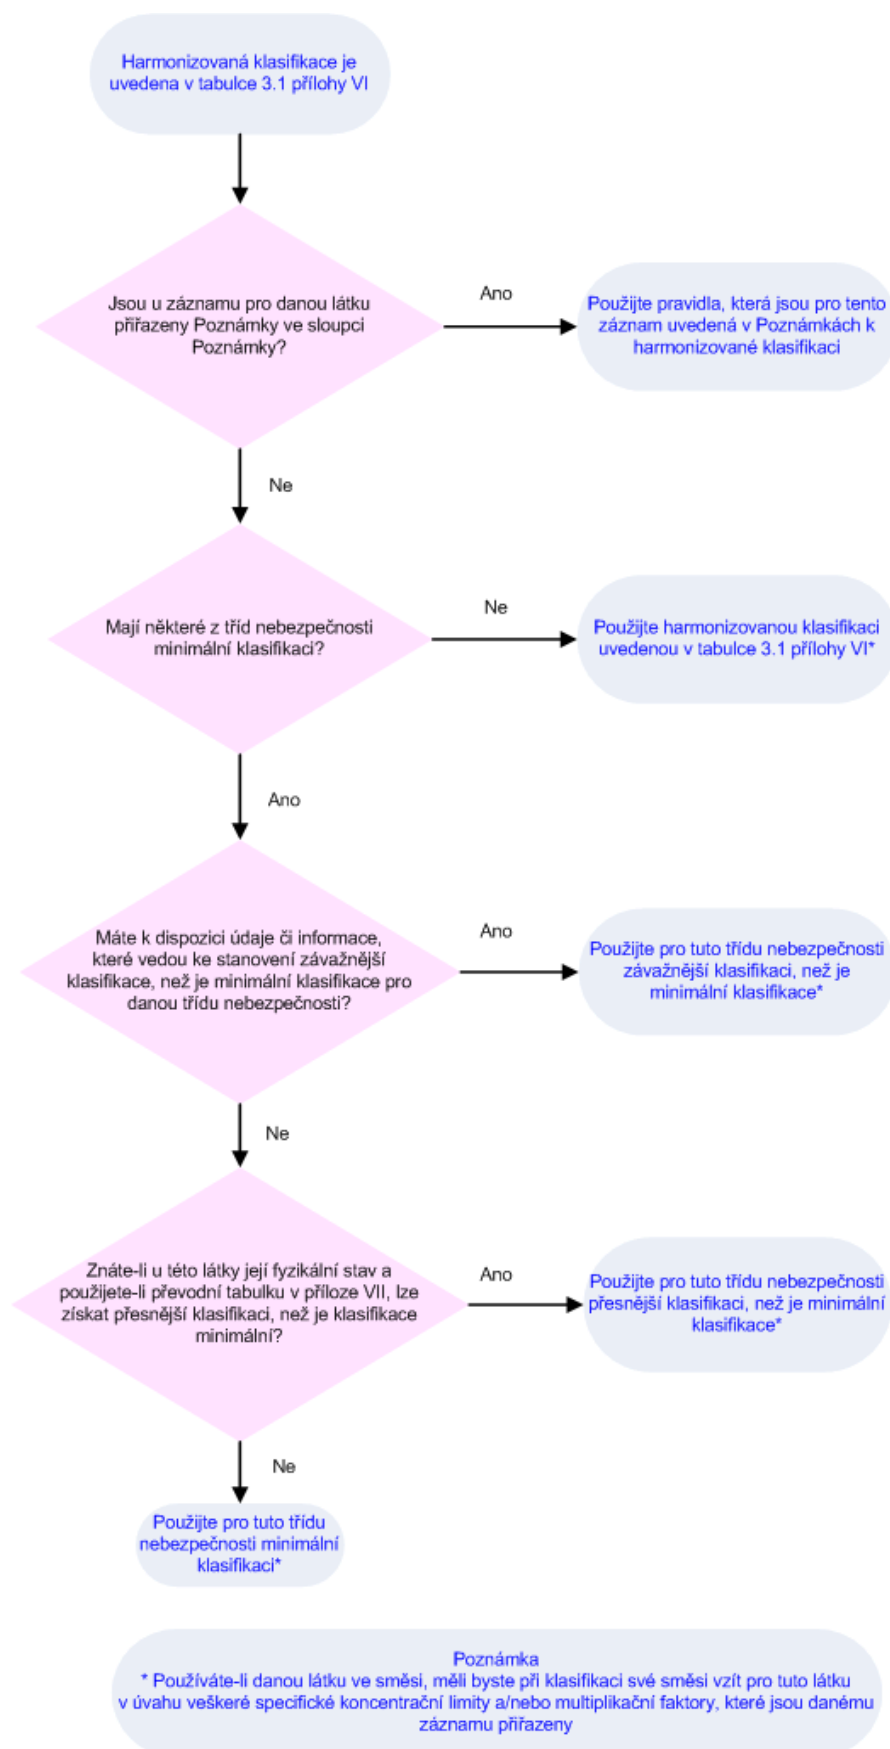 Harmonizovaná klasifikace je
uvedena v tabulce 3.1 přílohy VI
Jsou u záznamu pro danou látku
přiřazeny Poznámky ve sloupci
Poznámky?
Ano
Použijte pravidla, která jsou pro tento
záznam uvedená v Poznámkách k
harmonizované klasifikaci
Ne
Mají některé z tříd nebezpečnosti
minimální klasifikaci?
Ne
Použijte harmonizovanou klasifikaci
uvedenou v tabulce 3.1 přílohy VI*
Ano
Máte k dispozici údaje či informace,
které vedou ke stanovení závažnější
klasifikace, než je minimální klasifikace pro
danou třídu nebezpečnosti?
Ano
Použijte pro tuto třídu nebezpečnosti
závažnější klasifikaci, než je
minimální klasifikace*
Ne
Znáte-li u této látky její fyzikální stav a
použijete-li převodní tabulku v příloze VII, lze
získat přesnější klasifikaci, než je klasifikace
minimální?
Ano
Použijte pro tuto třídu nebezpečnosti
přesnější klasifikaci, než je minimální
klasifikace*
Ne
Použijte pro tuto třídu
nebezpečnosti minimální
klasifikaci*
Poznámka
* Používáte-li danou látku ve směsi, měli byste při klasifikaci své směsi vzít pro tuto látku
v úvahu veškeré specifické koncentrační limity a/nebo multiplikační faktory, které jsou danému
záznamu přiřazeny